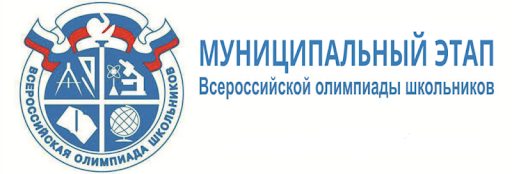 МУНИЦИПАЛЬНЫЙ ЭТАП
Всероссийской олимпиады школьников
ВСЕРОССИЙСКАЯ ОЛИМПИАДА ШКОЛЬНИКОВ